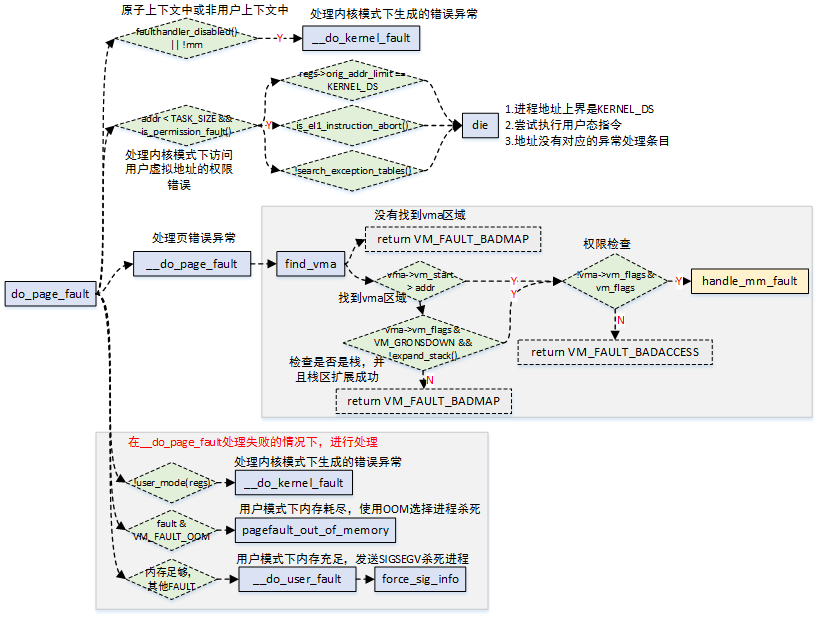 原子上下文中或非用户上下文中
faulthandler_disabled()
|| !mm
Y
处理内核模式下生成的错误异常
__do_kernel_fault
addr < TASK_SIZE &&
is_permission_fault()
处理内核模式下访问
用户虚拟地址的权限
错误
Y
regs->orig_addr_limit ==
KERNEL_DS
is_el1_instruction_abort()
!search_exception_tables()
die
1.进程地址上界是KERNEL_DS
2.尝试执行用户态指令
3.地址没有对应的异常处理条目
do_page_fault
处理页错误异常
__do_page_fault
find_vma
没有找到vma区域
return VM_FAULT_BADMAP
找到vma区域
vma->vm_start
> addr
Y
vma->vm_flags &
VM_GRONSDOWN &&
!expand_stack()
Y
检查是否是栈，并
且栈区扩展成功
N
return VM_FAULT_BADMAP
权限检查
!vma->vm_flags &
vm_flags
Y
handle_mm_fault
N
return VM_FAULT_BADACCESS
在__do_page_fault处理失败的情况下，进行处理
!user_mode(regs)
处理内核模式下生成的错误异常
__do_kernel_fault
fault &
VM_FAULT_OOM
用户模式下内存耗尽，使用OOM选择进程杀死
pagefault_out_of_memory
内存足够，
其他FAULT
用户模式下内存充足，发送SIGSEGV杀死进程
__do_user_fault
force_sig_info